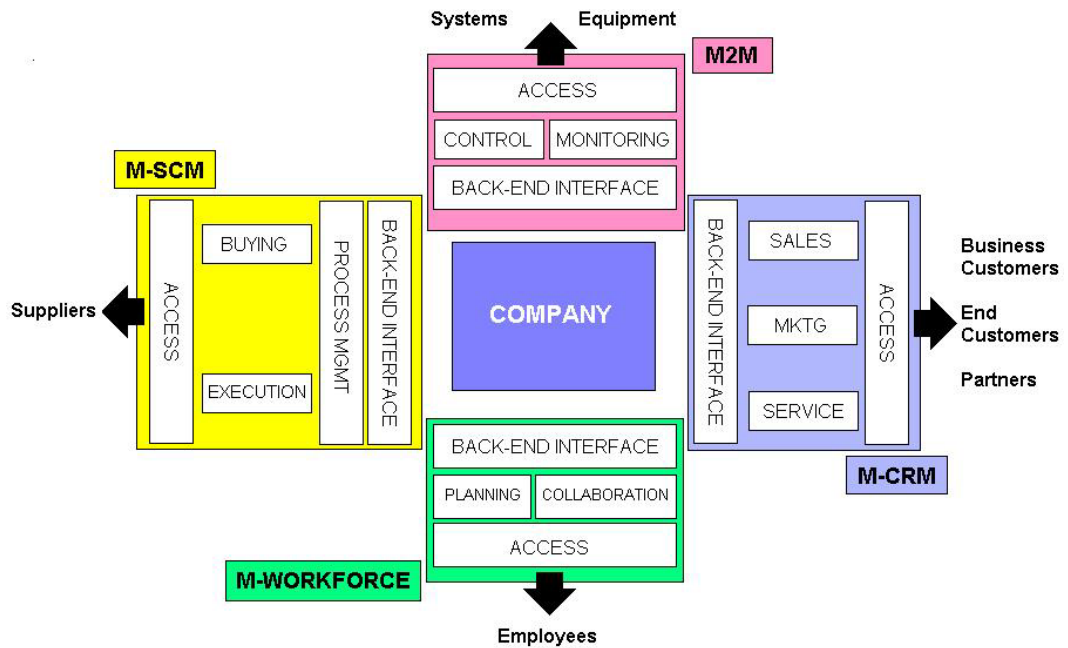 Systems Equipment
M2M
ACCESS
CONTROL MONITORING
BACK-END INTERFACE
M-SCM
ACCESS
BUYING
EXECUTION
PROCESS MGMT
BACK-END INTERFACE
Suppliers
COMPANY
BACK-END INTERFACE
SALES
MKTG
SERVICE
ACCESS
Business
Customers
End
Customers
Partners
M-CRM
BACK-END INTERFACE
PLANNING COLLABORATION
ACCESS
M-WORKFORCE
Employees